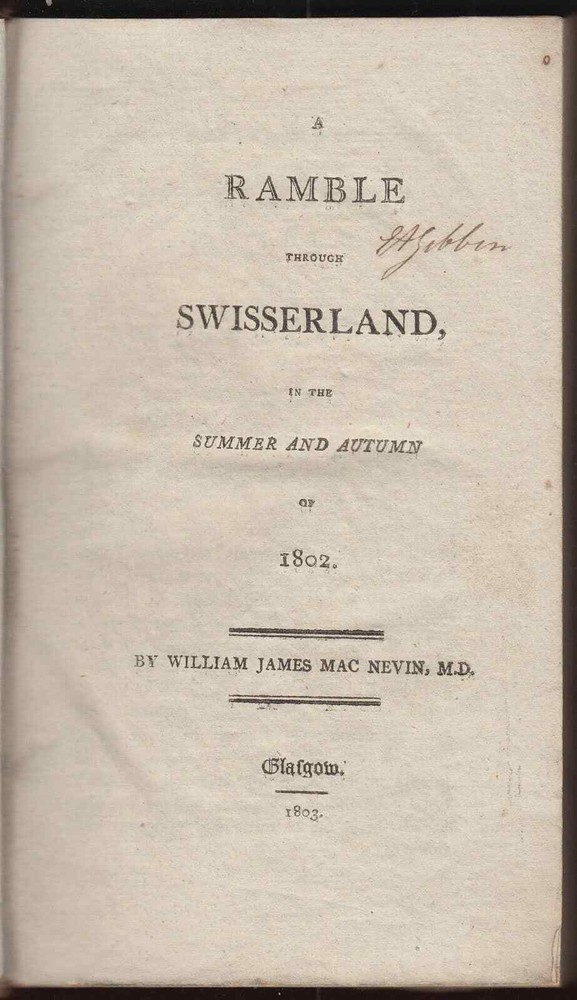 A
RAMBLE
THROUGH
SWISSERLAND,
IN THE
SUMMER AND AUTUMN
OF
1802.
BY WILLIAM JAMES MAC NEVIN, M.D.
Glaſgow.
1803.